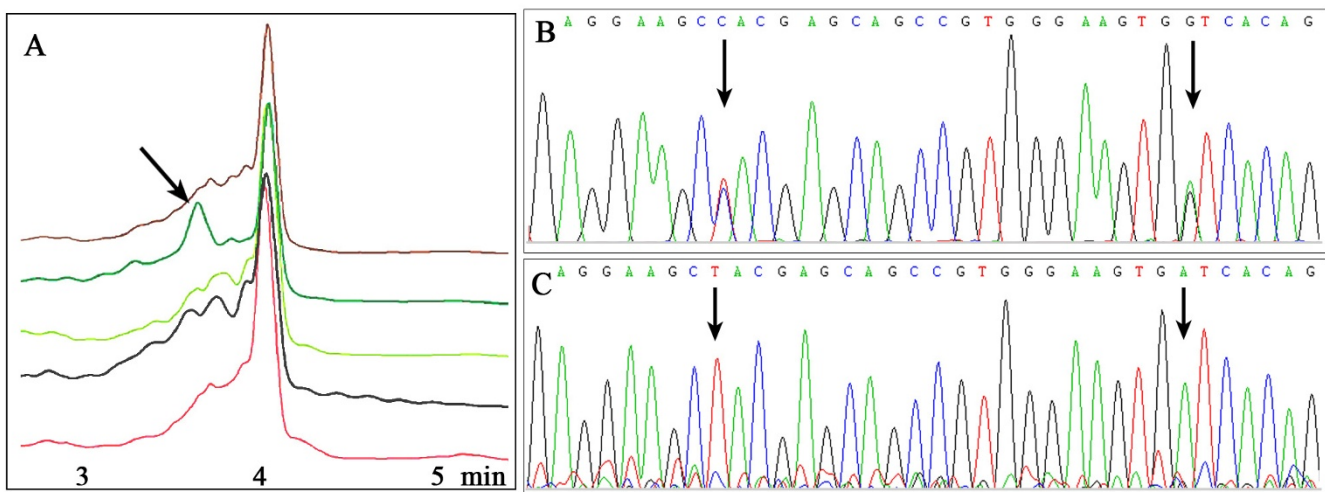 A
3 4 5 min
B
A G G A A G C C A C G A G C A G C C G T G G G A A G T G G T C A C A G
C
A G G A A G C T A C G A G C A G C C G T G G G A A G T G A T C A C A G